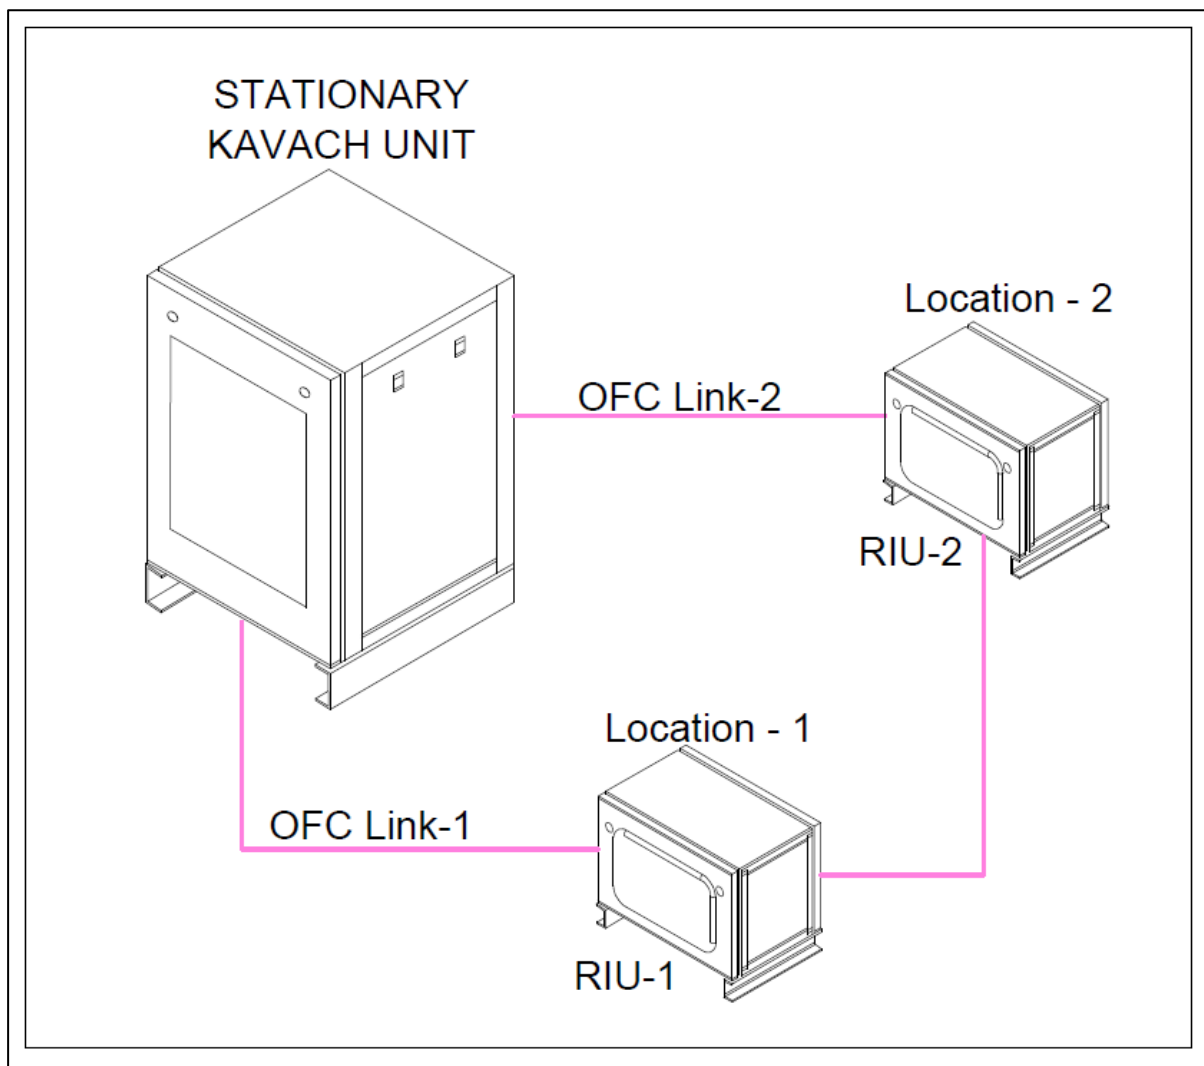 STATIONARY
KAVACH UNIT
Location - 2
OFC Link-2
RIU-2
Location - 1
OFC Link-1
RIU-1